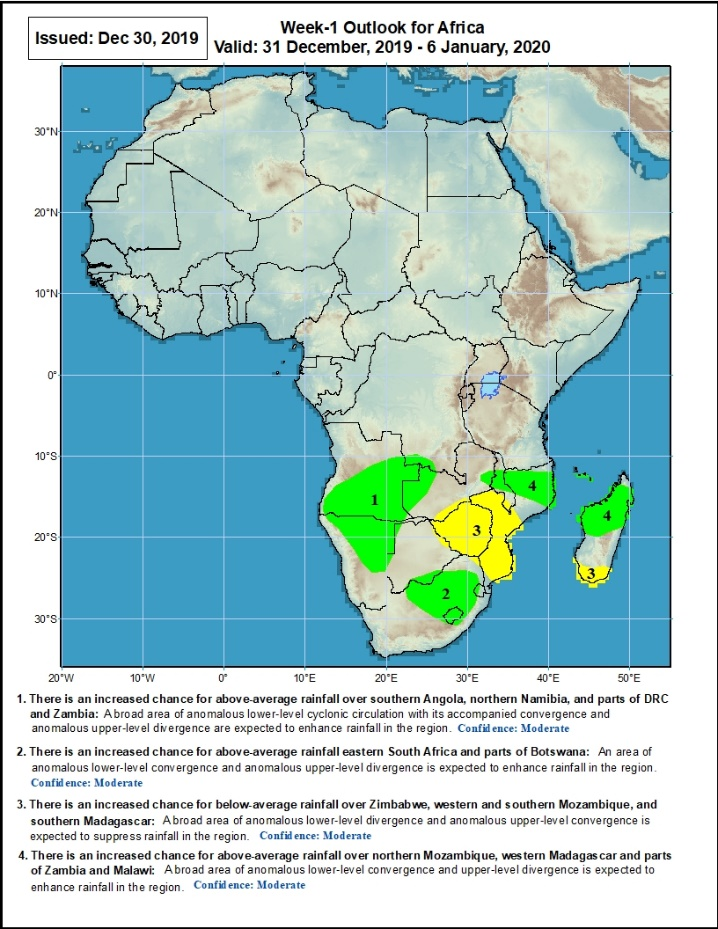 Issued: Dec 30, 2019
Week-1 Outlook for Africa
Valid: 31 December, 2019 - 6 January, 2020
30°N
20°N
10°N
0°
10°S
20°S
30°S
1
2
3
4
4
3
20°W
10°W
0°
10°E
20°E
30°E
40°E
50°E
1. There is an increased chance for above-average rainfall over southern Angola, northern Namibia, and parts of DRC
and Zambia: A broad area of anomalous lower-level cyclonic circulation with its accompanied convergence and
anomalous upper-level divergence are expected to enhance rainfall in the region. Confidence: Moderate
2. There is an increased chance for above-average rainfall eastern South Africa and parts of Botswana: An area of
anomalous lower-level convergence and anomalous upper-level divergence is expected to enhance rainfall in the region.
Confidence: Moderate
3. There is an increased chance for below-average rainfall over Zimbabwe, western and southern Mozambique, and
southern Madagascar: A broad area of anomalous lower-level divergence and anomalous upper-level convergence is
expected to suppress rainfall in the region. Confidence: Moderate
4. There is an increased chance for above-average rainfall over northern Mozambique, western Madagascar and parts
of Zambia and Malawi: A broad area of anomalous lower-level convergence and upper-level divergence is expected to
enhance rainfall in the region. Confidence: Moderate